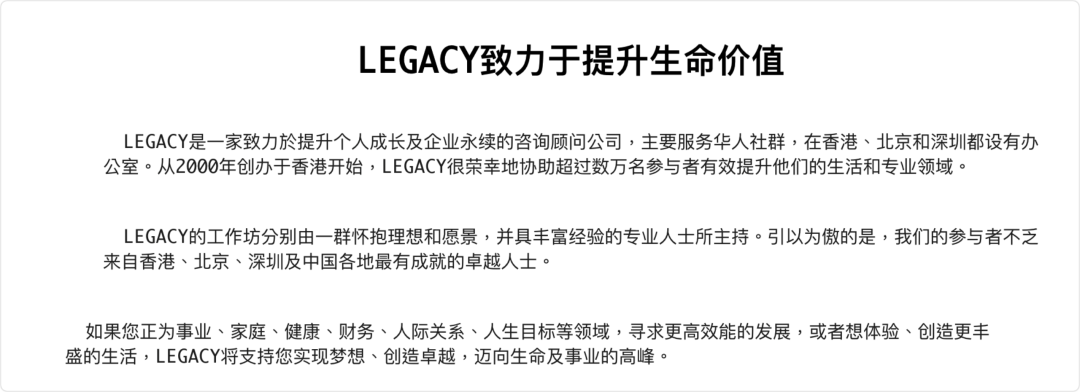 LEGACY致力于提升生命价值
LEGACY是一家致力於提升个人成长及企业永续的咨询顾问公司，主要服务华人社群，在香港、北京和深圳都设有办
公室。从2000年创办于香港开始，LEGACY很荣幸地协助超过数万名参与者有效提升他们的生活和专业领域。
LEGACY的工作坊分别由一群怀抱理想和愿景，并具丰富经验的专业人士所主持。引以为傲的是，我们的参与者不乏
来自香港、北京、深圳及中国各地最有成就的卓越人士。
如果您正为事业、家庭、健康、财务、人际关系、人生目标等领域，寻求更高效能的发展，或者想体验、创造更丰
盛的生活，LEGACY将支持您实现梦想、创造卓越，迈向生命及事业的高峰。